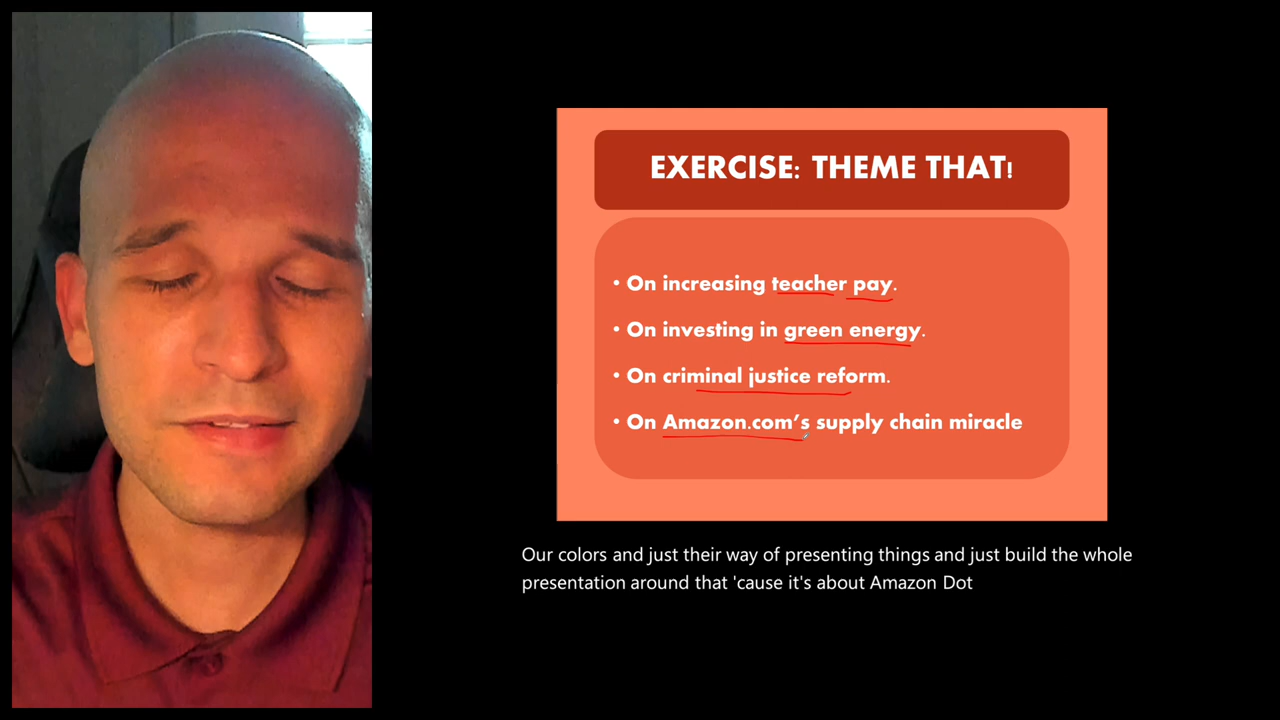 EXERCISE: THEME THAT!
• On increasing teacher pay.
• On investing in green energy.
• On criminal justice reform.
• On Amazon.com’s supply chain miracle
Our colors and just their way of presenting things and just build the whole
presentation around that 'cause it's about Amazon Dot